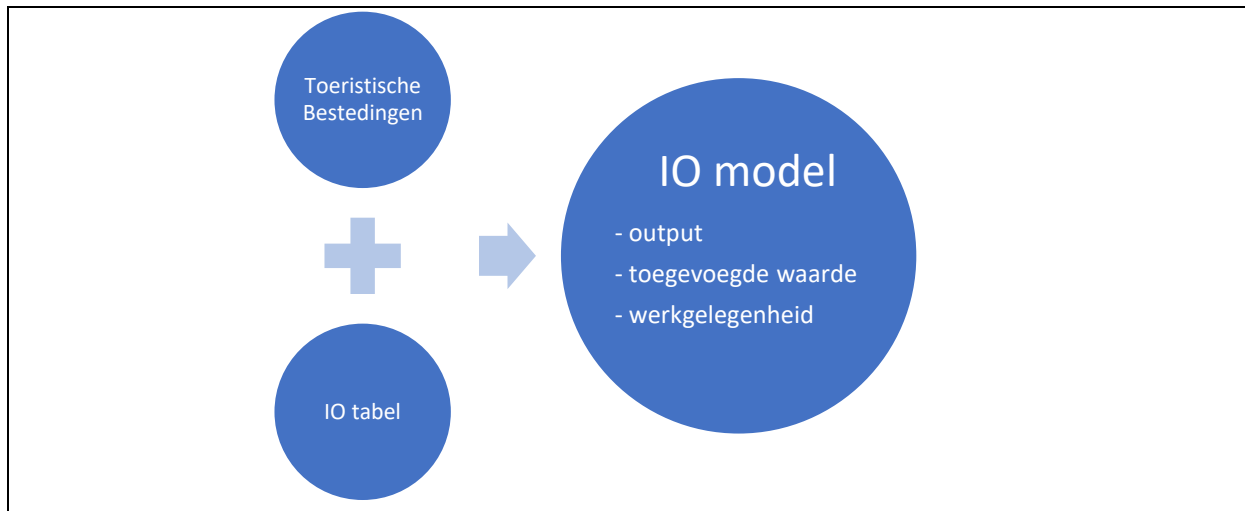 Toeristische
Bestedingen
IO tabel
IO model
- output
- toegevoegde waarde
- werkgelegenheid